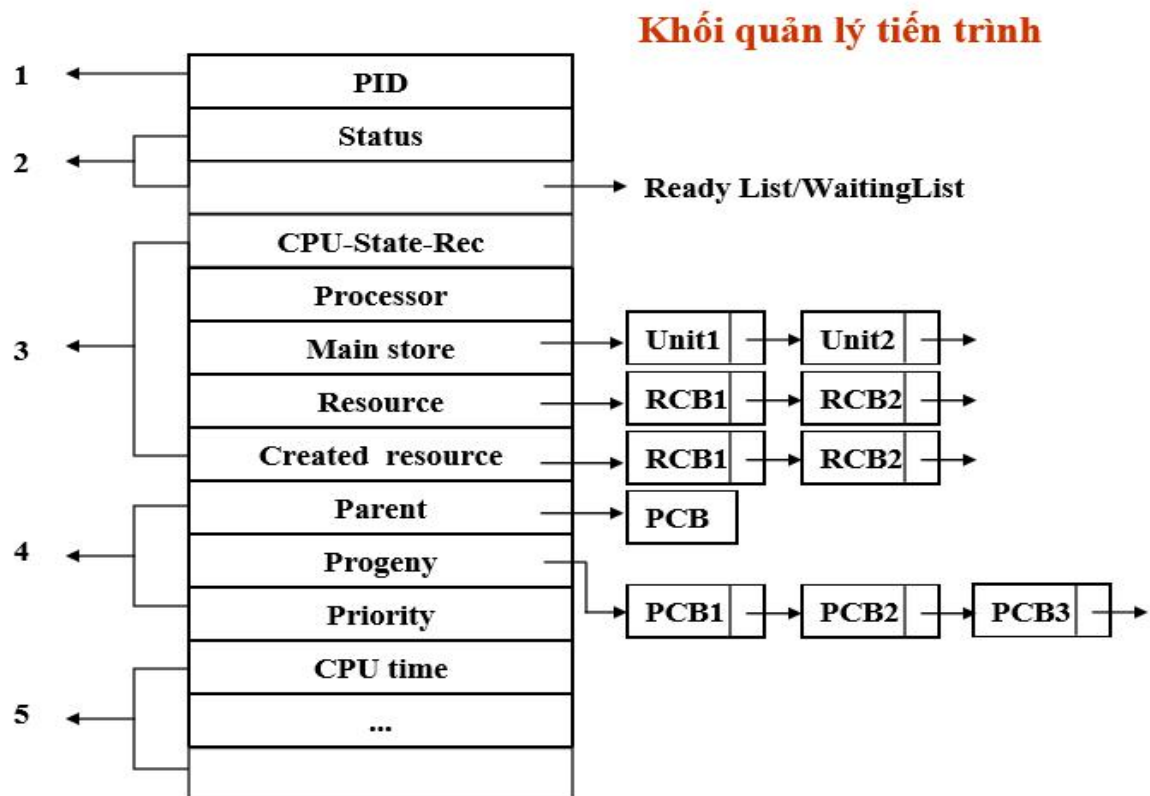 Khối quản lý tiến trình
1
PID
2
Status
Ready List/WaitingList
3
CPU-State-Rec
Processor
Main store
Unit1
Unit2
Resource
RCB1
RCB2
Created resource
RCB1
RCB2
4
Parent
PCB
Progeny
Priority
PCB1
PCB2
PCB3
5
CPU time
...